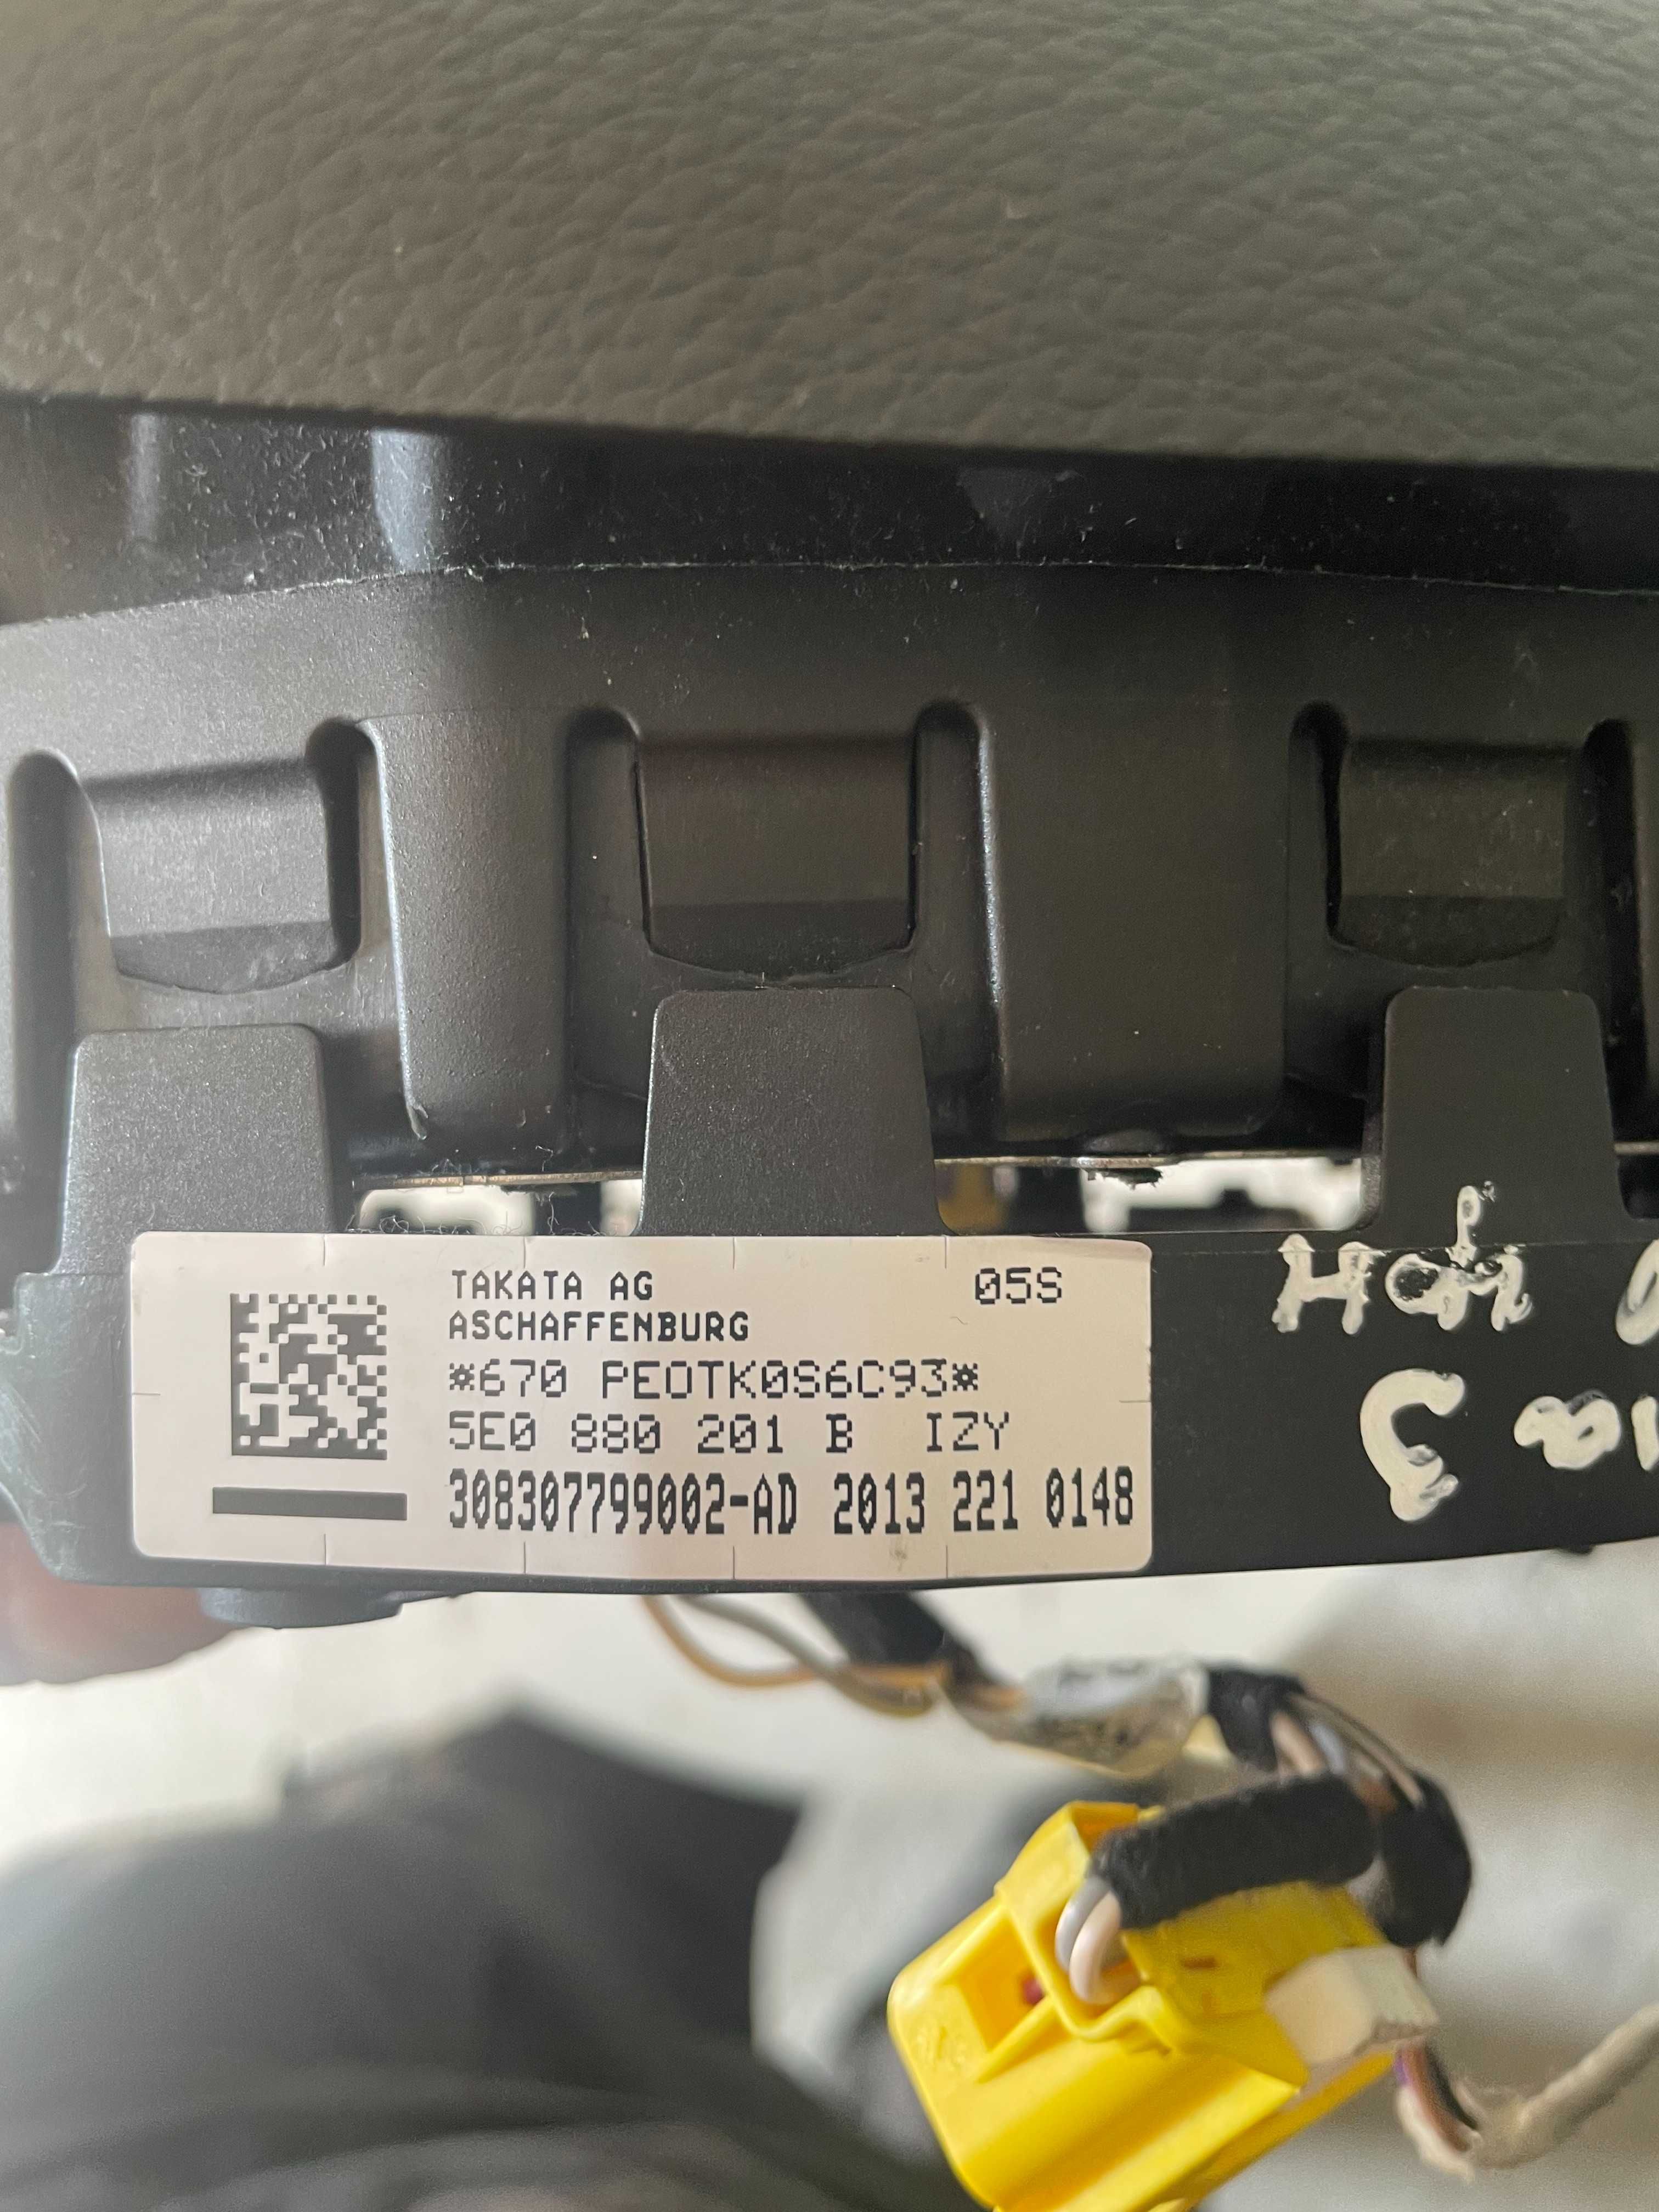 TAKATA AG 05S
ASCHAFFENBURG
*670 PEOTK0S6C93*
5E0 880 201 B IZY
308307799002-AD 2013 221 0148